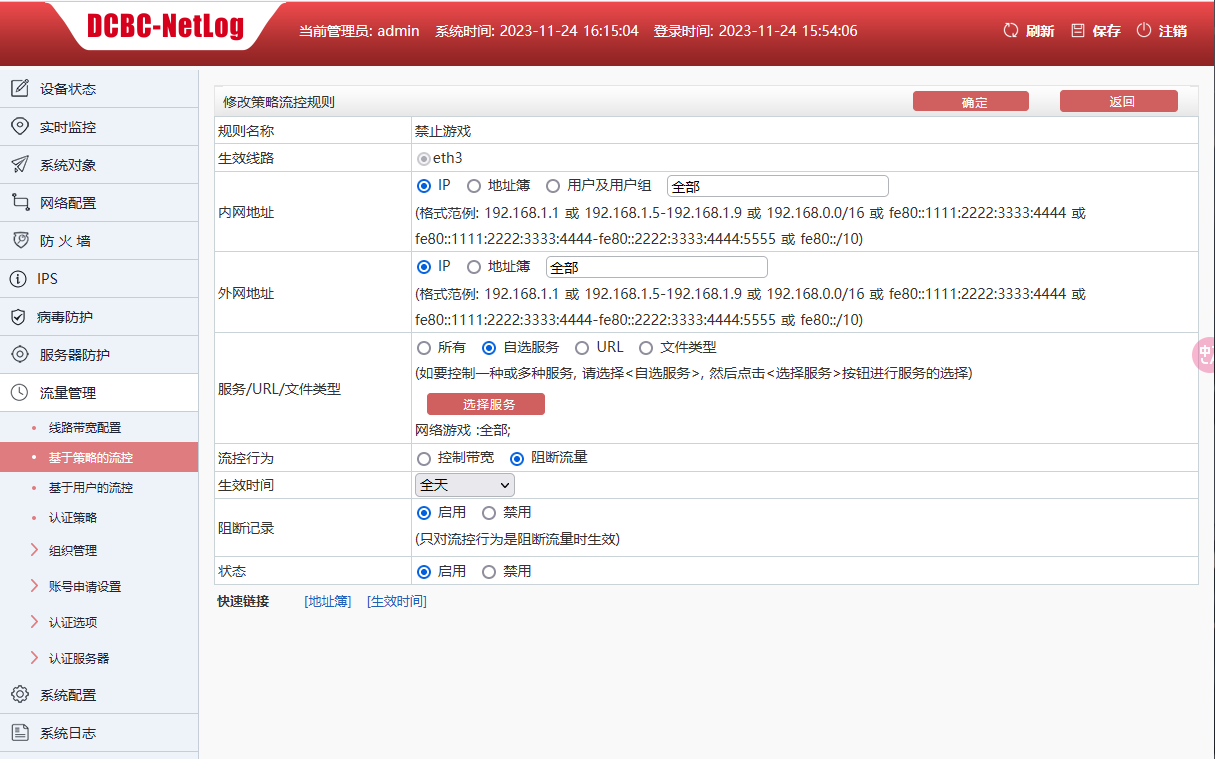 DCBC-NetLog
当前管理员: admin 系统时间: 2023-11-24 16:15:04 登录时间: 2023-11-24 15:54:06
刷新 保存 注销
设备状态
实时监控
系统对象
网络配置
防 火 墙
IPS
病毒防护
服务器防护
流量管理
线路带宽配置
基于策略的流控
基于用户的流控
认证策略
组织管理
账号申请设置
认证选项
认证服务器
系统配置
系统日志
修改策略流控规则 确定 返回
规则名称 禁止游戏
生效线路 eth3
内网地址 IP 地址簿 用户及用户组 全部
(格式范例: 192.168.1.1 或 192.168.1.5-192.168.1.9 或 192.168.0.0/16 或 fe80::1111:2222:3333:4444 或
fe80::1111:2222:3333:4444-fe80::2222:3333:4444:5555 或 fe80::/10)
外网地址 IP 地址簿 全部
(格式范例: 192.168.1.1 或 192.168.1.5-192.168.1.9 或 192.168.0.0/16 或 fe80::1111:2222:3333:4444 或
fe80::1111:2222:3333:4444-fe80::2222:3333:4444:5555 或 fe80::/10)
服务/URL/文件类型 所有 自选服务 URL 文件类型
(如要控制一种或多种服务, 请选择<自选服务>, 然后点击<选择服务>按钮进行服务的选择)
选择服务
网络游戏 :全部;
流控行为 控制带宽 阻断流量
生效时间 全天
阻断记录 启用 禁用
(只对流控行为是阻断流量时生效)
状态 启用 禁用
快速链接 [地址簿] [生效时间]